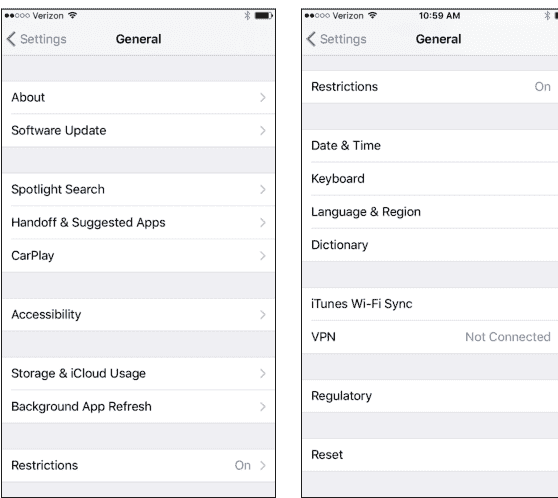 Verizon
Settings General
About
Software Update
Spotlight Search
Handoff & Suggested Apps
CarPlay
Accessibility
Storage & iCloud Usage
Background App Refresh
Restrictions On
Verizon 10:59 AM
Settings General
Restrictions On
Date & Time
Keyboard
Language & Region
Dictionary
iTunes Wi-Fi Sync
VPN Not Connected
Regulatory
Reset